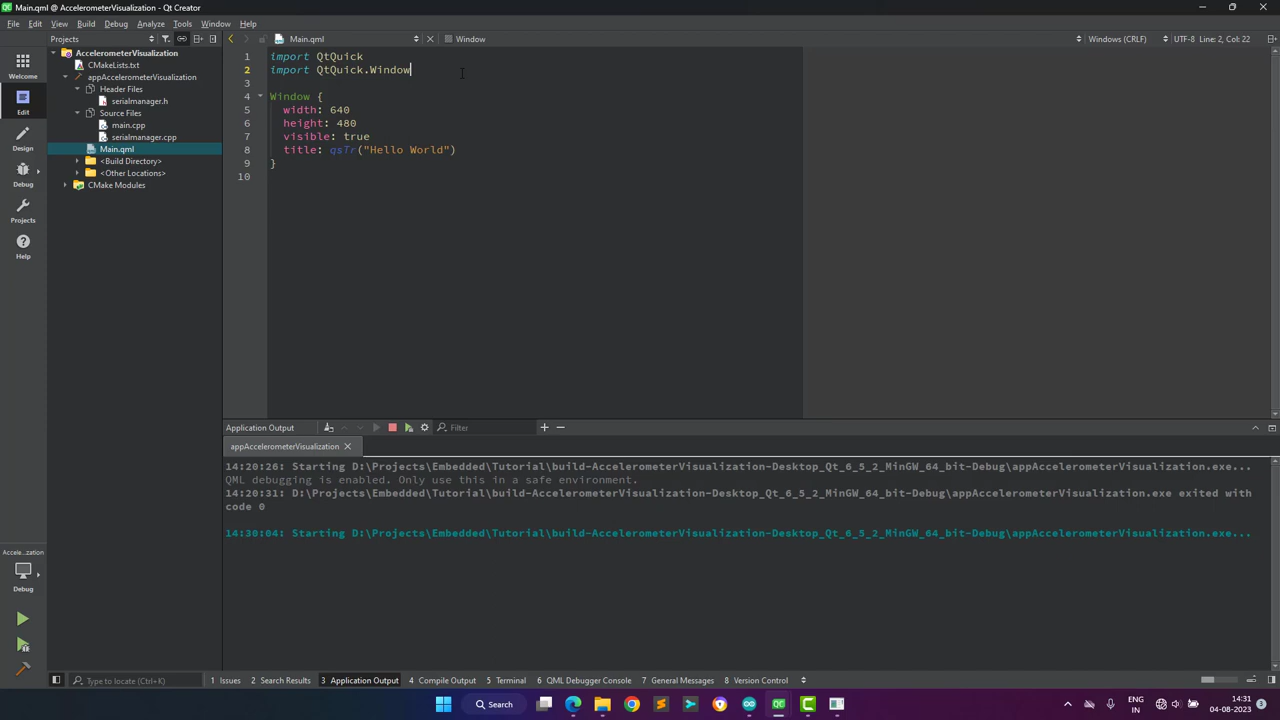 Main.qml @ AccelerometerVisualization - Qt Creator
File Edit View Build Debug Analyze Tools Window Help
Projects
Main.qml
Window
Windows (CRLF)
UTF-8 Line: 2, Col: 22
Welcome
Edit
Design
Debug
Projects
Help
AccelerometerVisualization
CMakeLists.txt
appAccelerometerVisualization
Header Files
serialmanager.h
Source Files
main.cpp
serialmanager.cpp
Main.qml
<Build Directory>
<Other Locations>
CMake Modules
1 import QtQuick
2 import QtQuick.Window
3
4 Window {
5 width: 640
6 height: 480
7 visible: true
8 title: qsTr("Hello World")
9 }
10
Application Output
Filter
appAccelerometerVisualization
14:20:26: Starting D:\Projects\Embedded\Tutorial\build-AccelerometerVisualization-Desktop_Qt_6_5_2_MinGW_64_bit-Debug\appAccelerometerVisualization.exe...
QML debugging is enabled. Only use this in a safe environment.
14:20:31: D:\Projects\Embedded\Tutorial\build-AccelerometerVisualization-Desktop_Qt_6_5_2_MinGW_64_bit-Debug\appAccelerometerVisualization.exe exited with
code 0
14:30:04: Starting D:\Projects\Embedded\Tutorial\build-AccelerometerVisualization-Desktop_Qt_6_5_2_MinGW_64_bit-Debug\appAccelerometerVisualization.exe...
Accele...zation
Debug
Type to locate (Ctrl+K)
1 Issues
2 Search Results
3 Application Output
4 Compile Output
5 Terminal
6 QML Debugger Console
7 General Messages
8 Version Control
Search
ENG
IN
14:31
04-08-2023
3